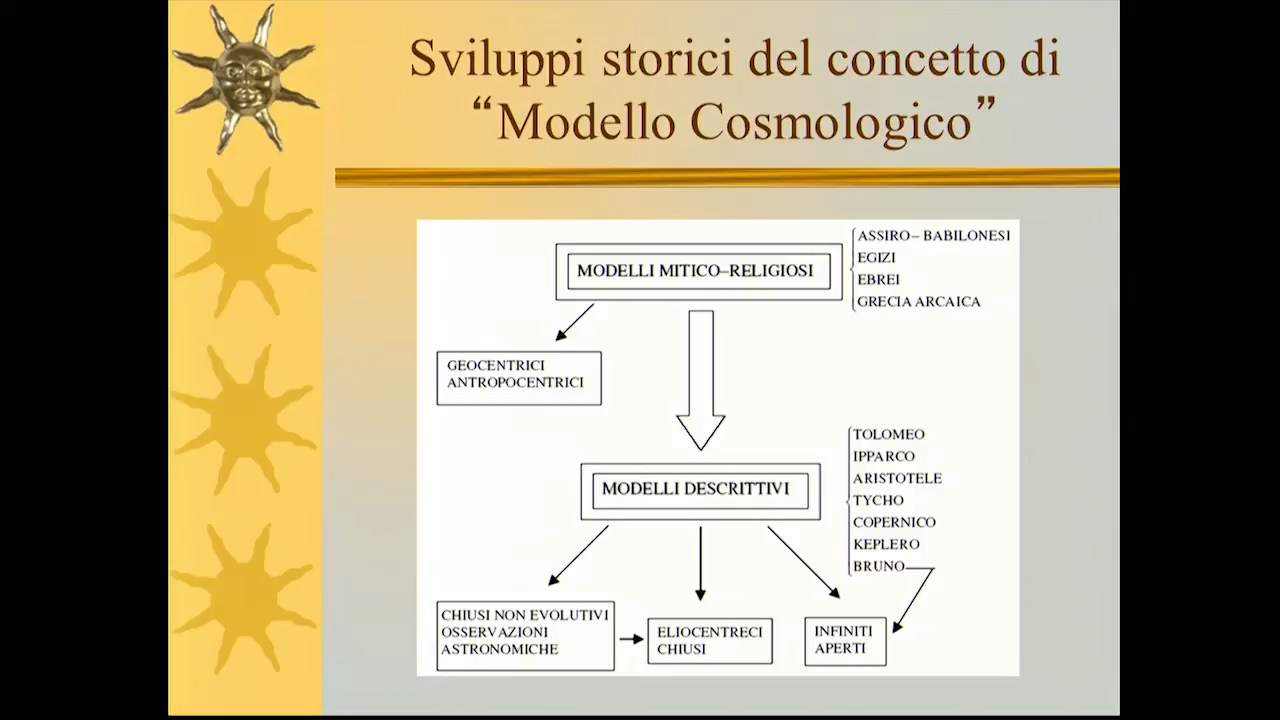 Sviluppi storici del concetto di
“Modello Cosmologico”
MODELLI MITICO–RELIGIOSI
ASSIRO – BABILONESI
EGIZI
EBREI
GRECIA ARCAICA
GEOCENTRICI
ANTROPOCENTRICI
MODELLI DESCRITTIVI
TOLOMEO
IPPARCO
ARISTOTELE
TYCHO
COPERNICO
KEPLERO
BRUNO
CHIUSI NON EVOLUTIVI
OSSERVAZIONI
ASTRONOMICHE
ELIOCENTRECI
CHIUSI
INFINITI
APERTI